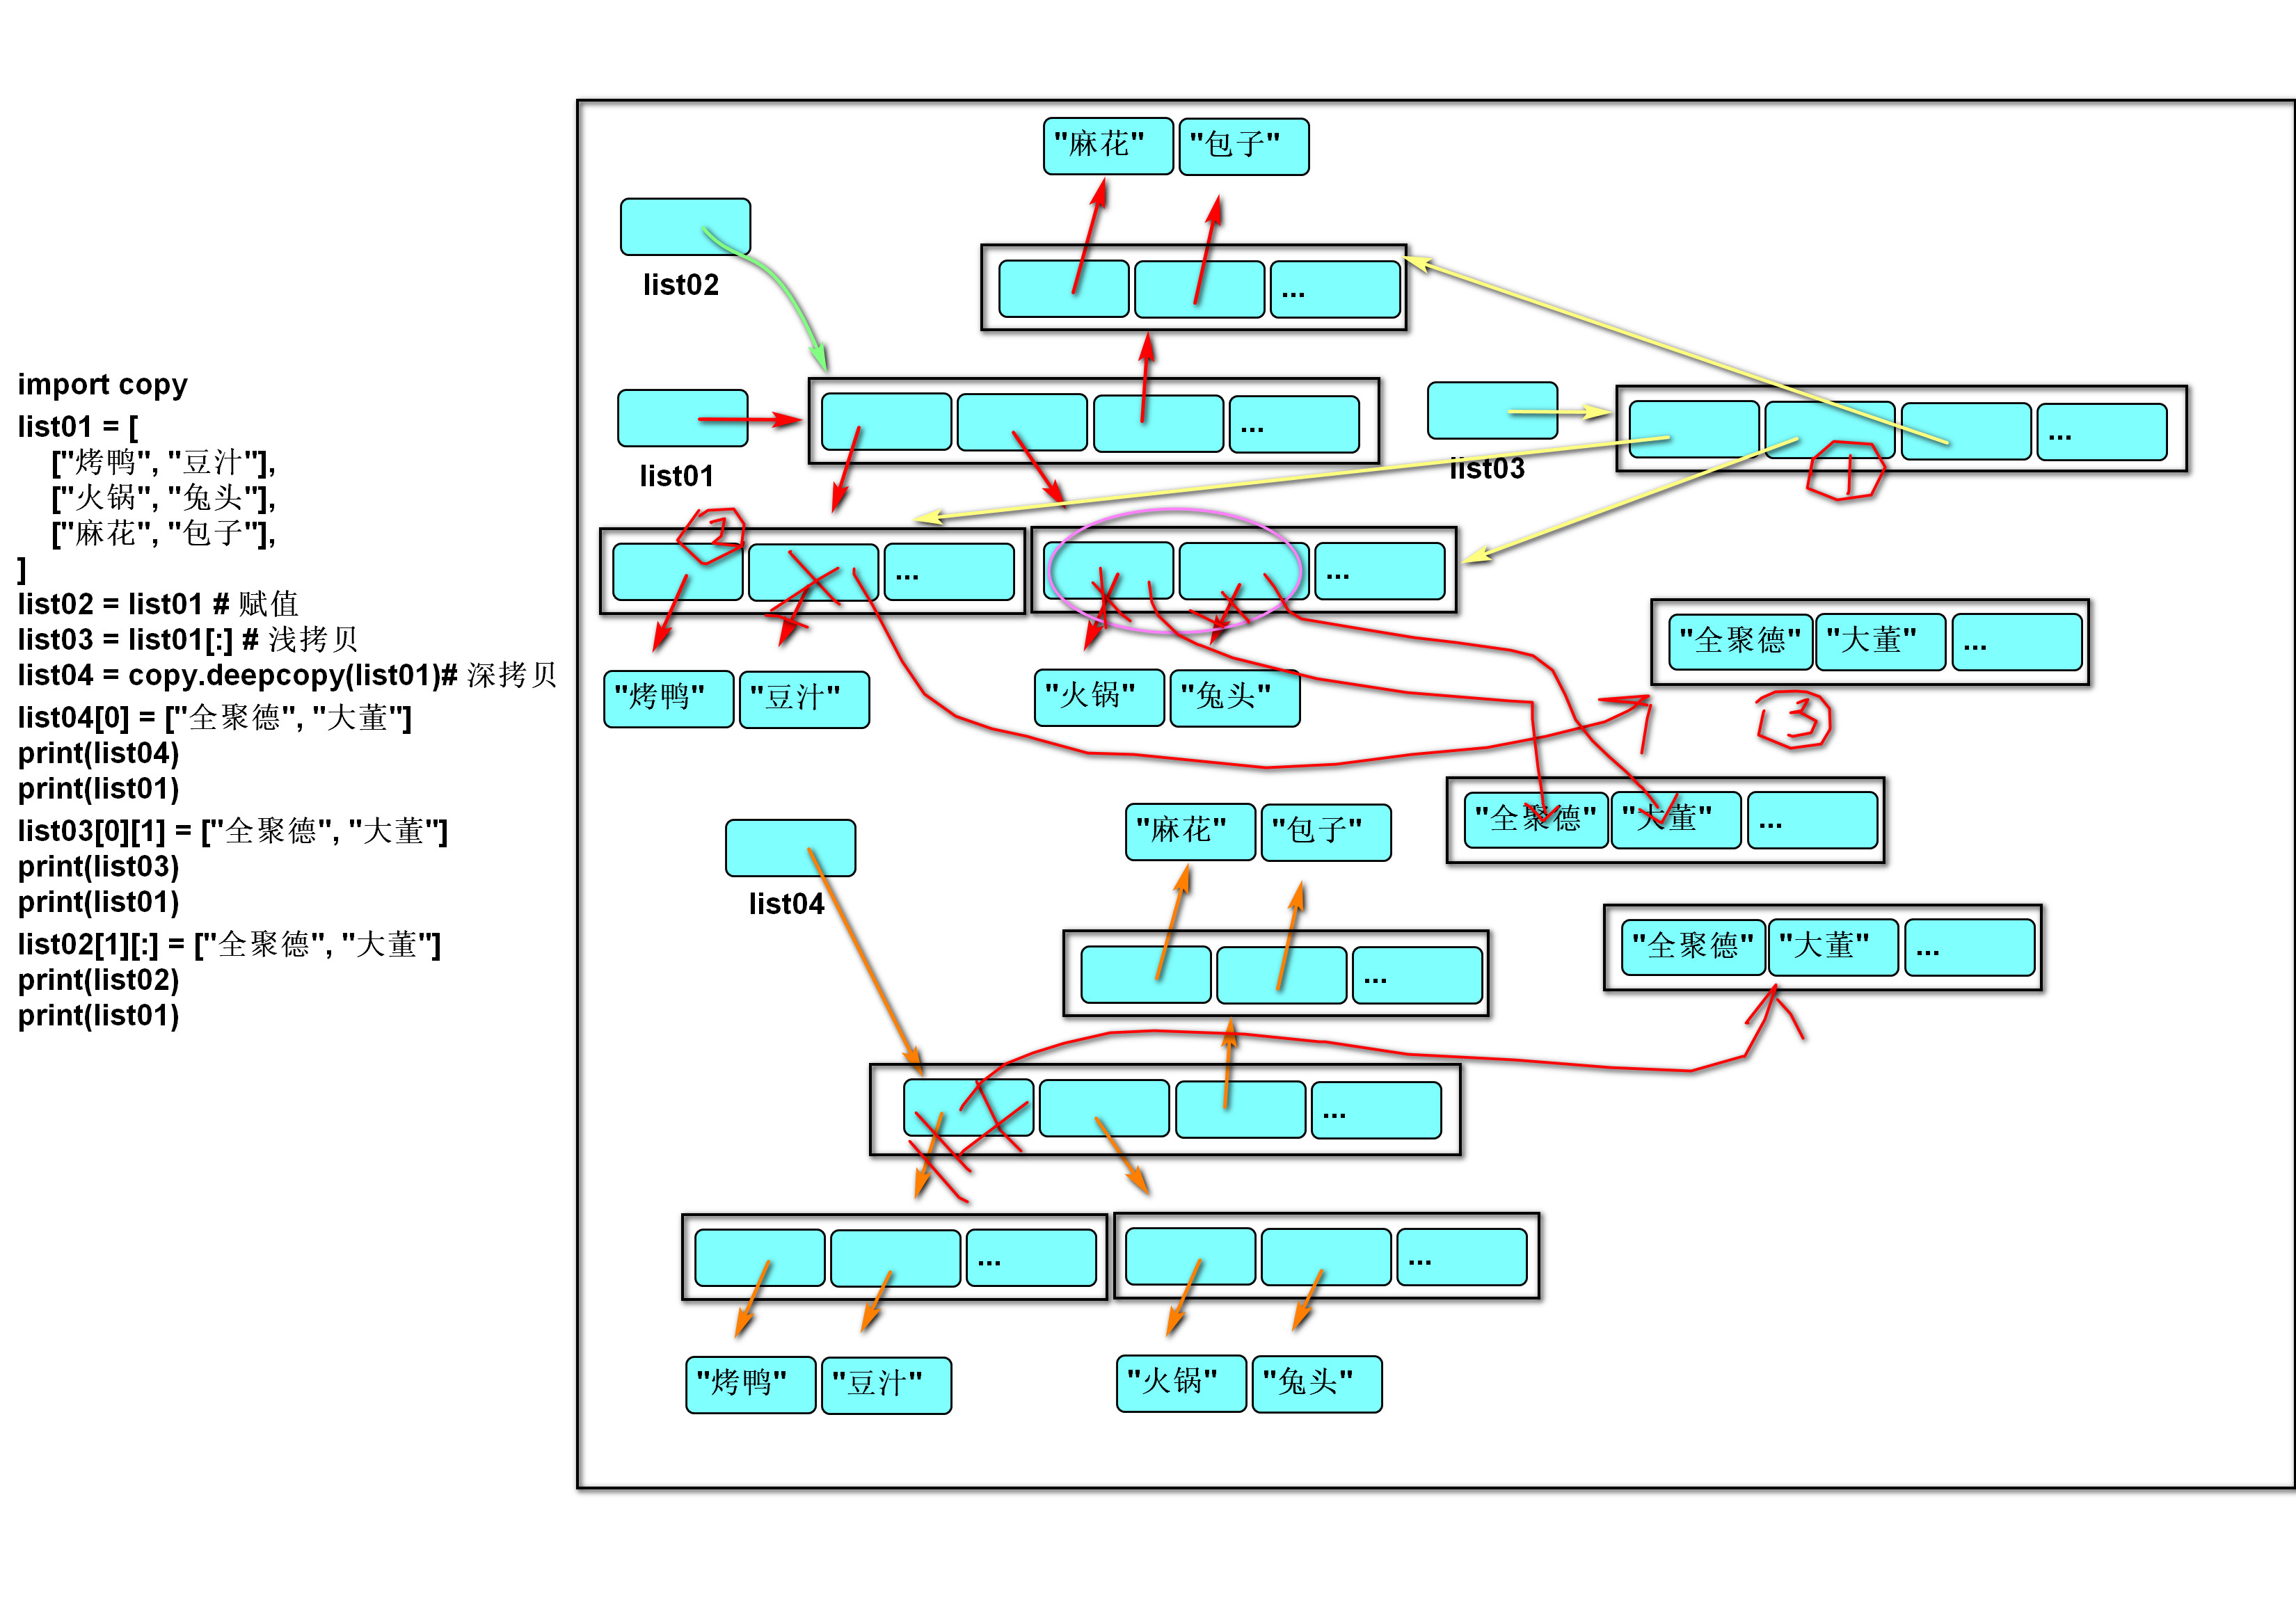 import copy
list01 = [
["烤鸭", "豆汁"],
["火锅", "兔头"],
["麻花", "包子"],
]
list02 = list01 # 赋值
list03 = list01[:] # 浅拷贝
list04 = copy.deepcopy(list01)# 深拷贝
list04[0] = ["全聚德", "大董"]
print(list04)
print(list01)
list03[0][1] = ["全聚德", "大董"]
print(list03)
print(list01)
list02[1][:] = ["全聚德", "大董"]
print(list02)
print(list01)
"麻花" "包子"
list02
...
list01
...
list03
...
1
2
...
...
"烤鸭" "豆汁"
"火锅" "兔头"
"全聚德" "大董" ...
3
"全聚德" "大董" ...
list04
"麻花" "包子"
...
"全聚德" "大董" ...
...
...
...
"烤鸭" "豆汁"
"火锅" "兔头"